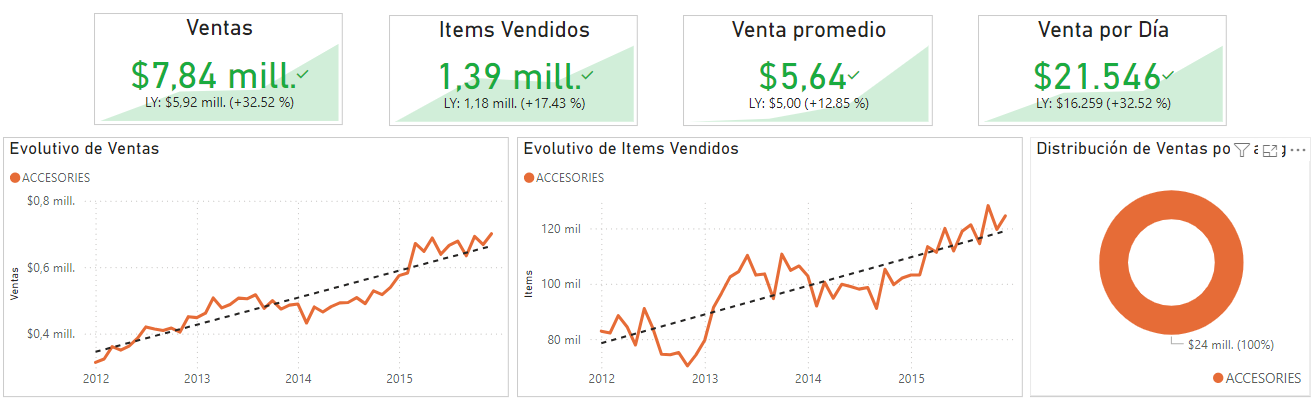 Ventas
$7,84 mill.
LY: $5,92 mill. (+32.52 %)
Items Vendidos
1,39 mill.
LY: 1,18 mill. (+17.43 %)
Venta promedio
$5,64
LY: $5,00 (+12.85 %)
Venta por Día
$21.546
LY: $16.259 (+32.52 %)
Evolutivo de Ventas
ACCESORIES
$0,8 mill.
$0,6 mill.
$0,4 mill.
Ventas
2012 2013 2014 2015
Evolutivo de Items Vendidos
ACCESORIES
120 mil
100 mil
80 mil
Items
2012 2013 2014 2015
Distribución de Ventas po
$24 mill. (100%)
ACCESORIES